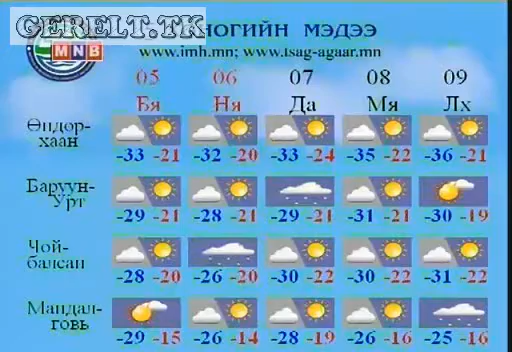 GERELT.TK
МНОГИЙН МЭДЭЭ
MNB
www.imh.mn; www.tsag-agaar.mn
05 06 07 08 09
Бя Ня Да Мя Лх
Өндөр-
хаан
-33 -21 -32 -20 -33 -24 -35 -22 -36 -21
Баруун-
Урт
-29 -21 -28 -21 -29 -21 -31 -21 -30 -19
Чой-
балсан
-28 -20 -26 -20 -30 -22 -30 -22 -31 -22
Мандал-
говь
-29 -15 -26 -14 -28 -19 -26 -16 -25 -16